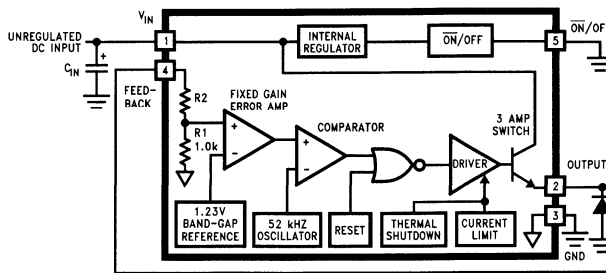 V_IN
UNREGULATED
DC INPUT
C_IN
+
1
4
FEED-
BACK
R2
R1
1.0k
FIXED GAIN
ERROR AMP
+
-
1.23V
BAND-GAP
REFERENCE
COMPARATOR
+
-
52 kHZ
OSCILLATOR
RESET
INTERNAL
REGULATOR
ON/OFF
DRIVER
3 AMP
SWITCH
THERMAL
SHUTDOWN
CURRENT
LIMIT
5
ON/OF
OUTPUT
2
3
GND